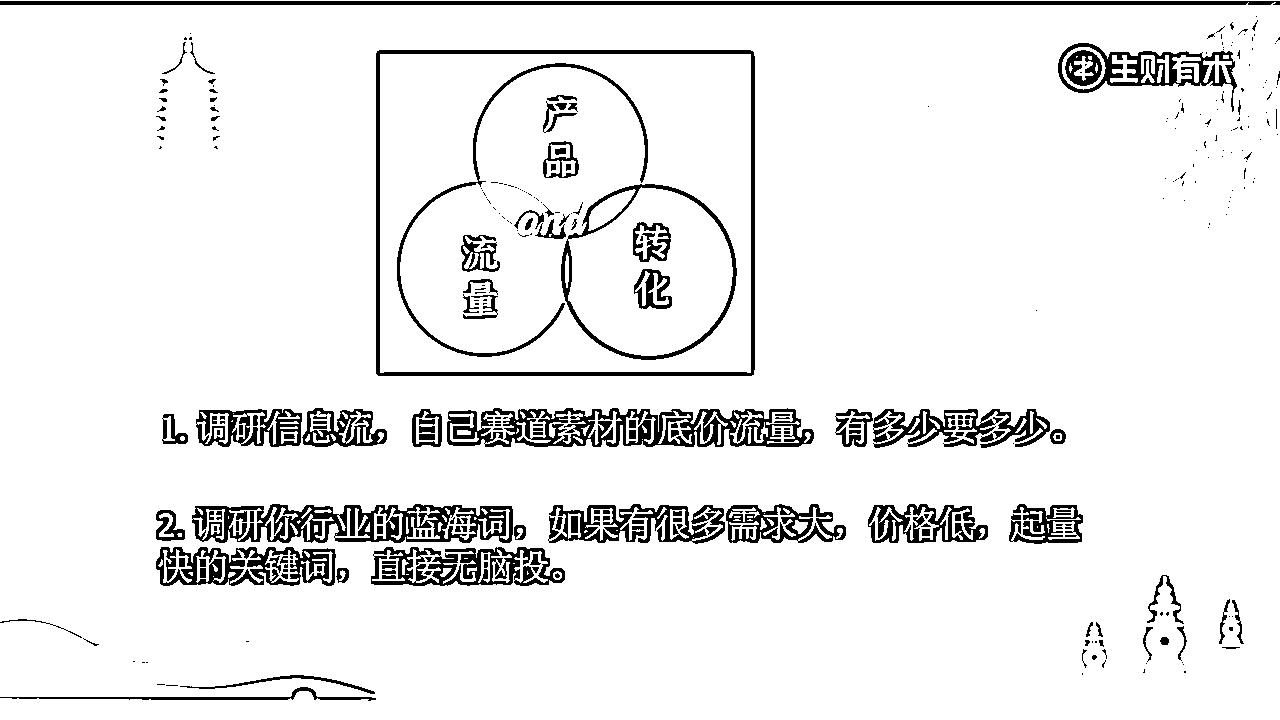 生财有术
产
品
and
流
量
转
化
1. 调研信息流，自己赛道素材的底价流量，有多少要多少。
2. 调研你行业的蓝海词，如果有很多需求大，价格低，起量
快的关键词，直接无脑投。